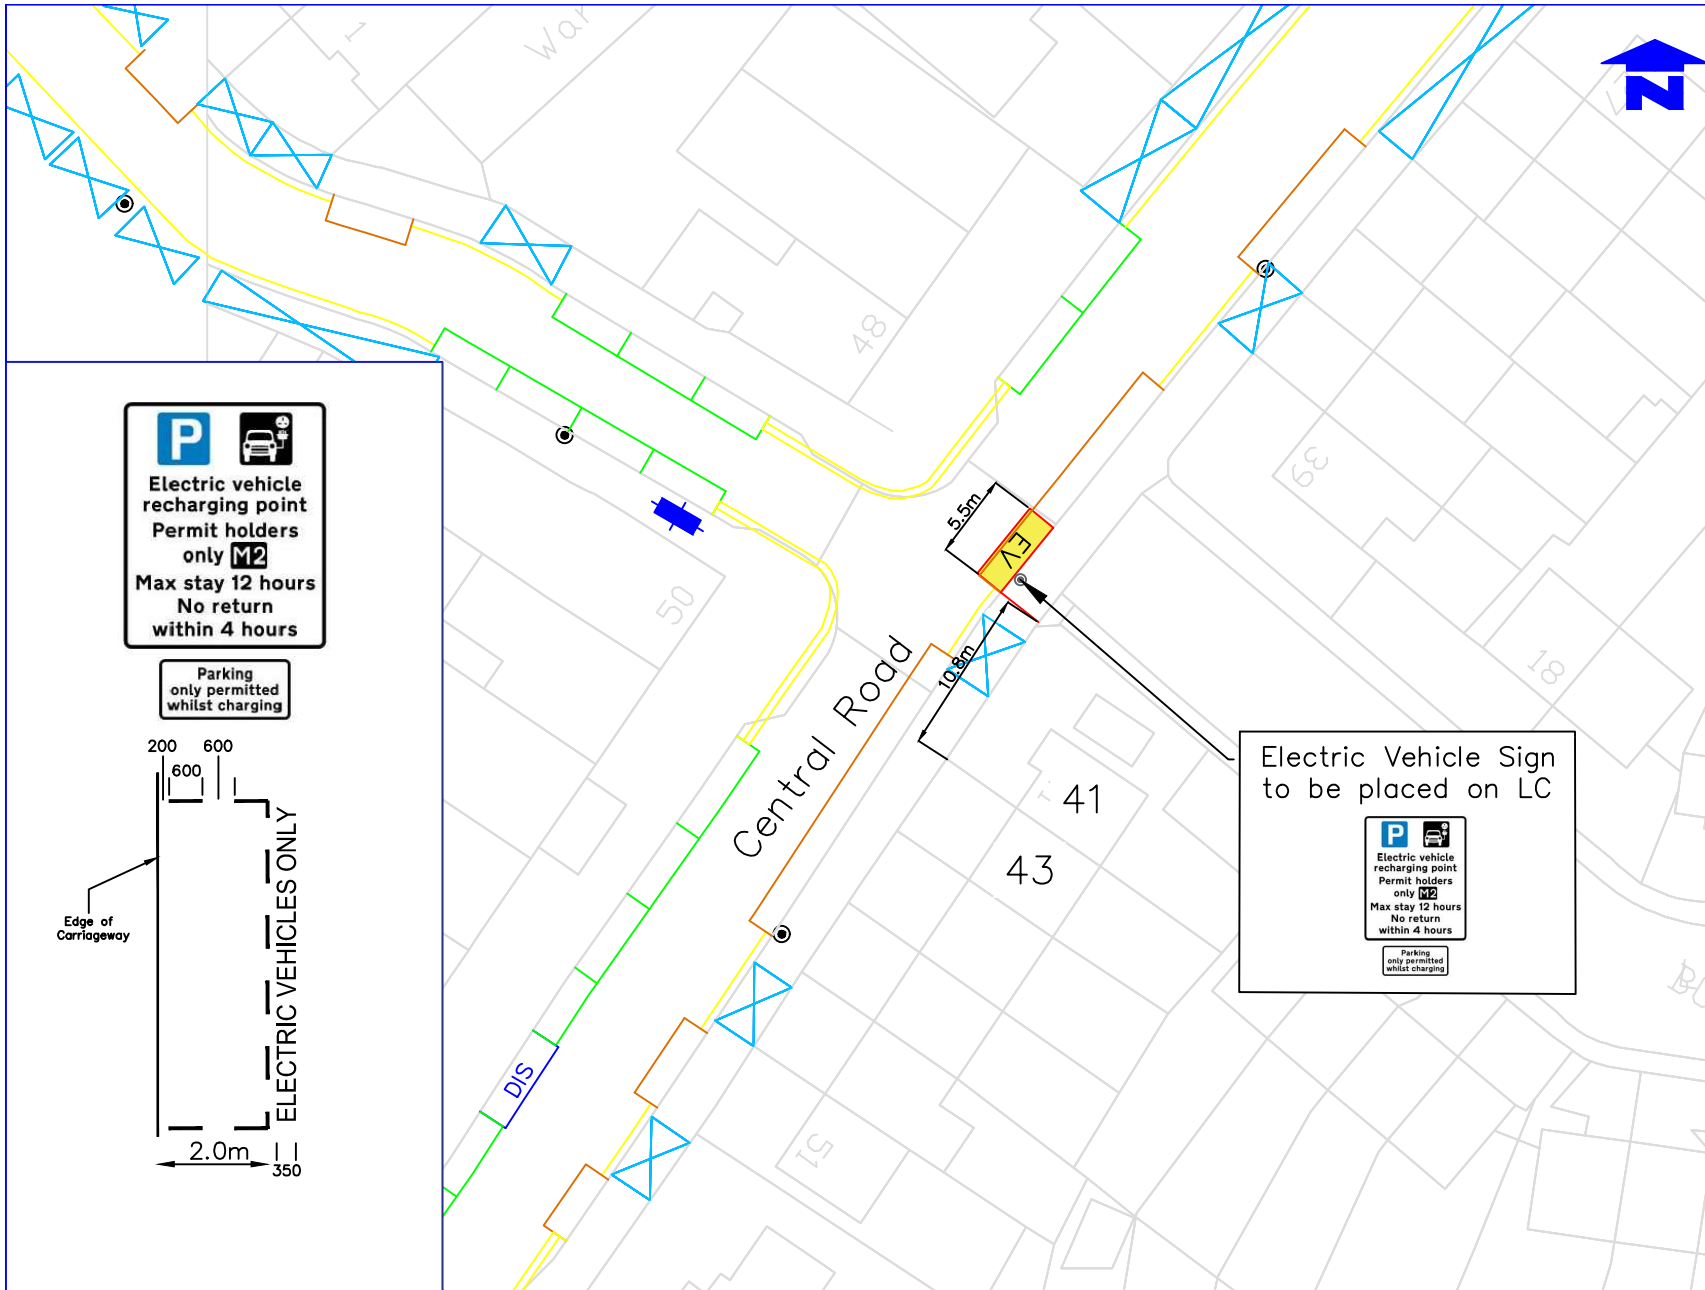 1
War
N
48
39
5.5m
EV
50
18
10.8m
Central Road
41
43
51
DIS
P
Electric vehicle
recharging point
Permit holders
only M2
Max stay 12 hours
No return
within 4 hours
Parking
only permitted
whilst charging
200
600
600
Edge of
Carriageway
ELECTRIC VEHICLES ONLY
2.0m
350
Electric Vehicle Sign
to be placed on LC
P
Electric vehicle
recharging point
Permit holders
only M2
Max stay 12 hours
No return
within 4 hours
Parking
only permitted
whilst charging